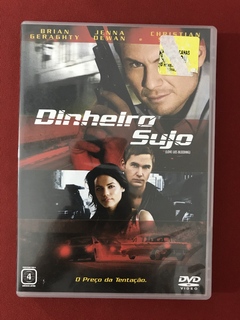 BRIAN GERAGHTY
JENNA DEWAN
CHRISTIAN
Dinheiro Sujo
O Preço da Tentação.
4
DVD
VIDEO